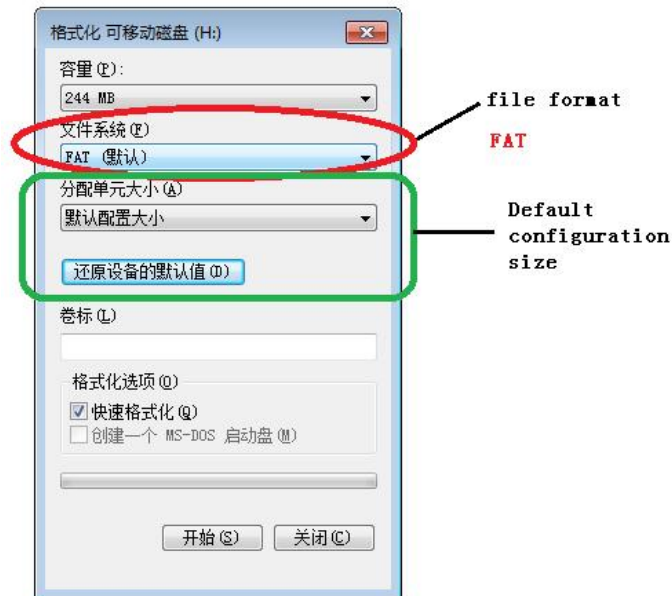 格式化 可移动磁盘 (H:)
容量(P):
244 MB
file format
文件系统(F)
FAT
FAT (默认)
分配单元大小(A)
默认配置大小
Default
configuration
size
还原设备的默认值(D)
卷标(L)
格式化选项(O)
快速格式化(Q)
创建一个 MS-DOS 启动盘(M)
开始(S)
关闭(C)